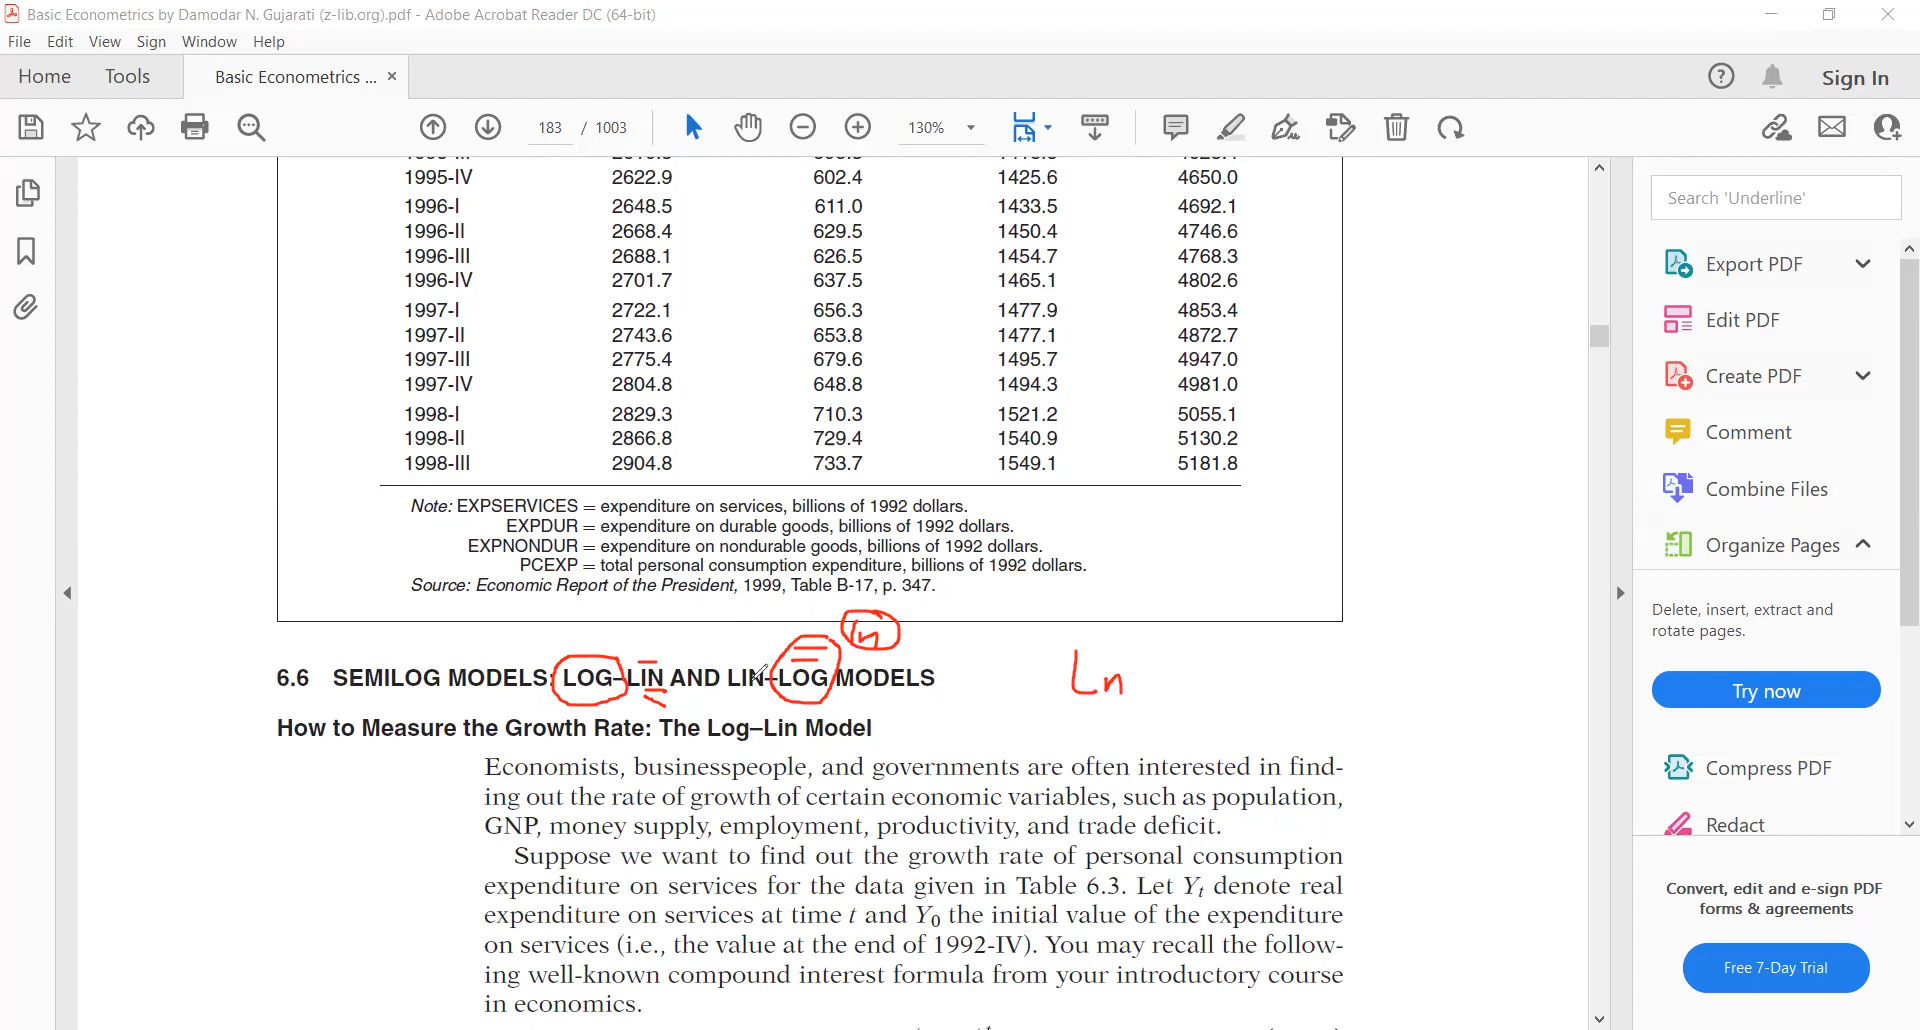 Basic Econometrics by Damodar N. Gujarati (z-lib.org).pdf - Adobe Acrobat Reader DC (64-bit)
File Edit View Sign Window Help
Home Tools Basic Econometrics ... × Sign In
183 / 1003 130%
1995-IV 2622.9 602.4 1425.6 4650.0
1996-I 2648.5 611.0 1433.5 4692.1
1996-II 2668.4 629.5 1450.4 4746.6
1996-III 2688.1 626.5 1454.7 4768.3
1996-IV 2701.7 637.5 1465.1 4802.6
1997-I 2722.1 656.3 1477.9 4853.4
1997-II 2743.6 653.8 1477.1 4872.7
1997-III 2775.4 679.6 1495.7 4947.0
1997-IV 2804.8 648.8 1494.3 4981.0
1998-I 2829.3 710.3 1521.2 5055.1
1998-II 2866.8 729.4 1540.9 5130.2
1998-III 2904.8 733.7 1549.1 5181.8
Note: EXPSERVICES = expenditure on services, billions of 1992 dollars.
EXPDUR = expenditure on durable goods, billions of 1992 dollars.
EXPNONDUR = expenditure on nondurable goods, billions of 1992 dollars.
PCEXP = total personal consumption expenditure, billions of 1992 dollars.
Source: Economic Report of the President, 1999, Table B-17, p. 347.
ln
6.6 SEMILOG MODELS: LOG–LIN AND LIN–LOG MODELS
Ln
How to Measure the Growth Rate: The Log–Lin Model
Economists, businesspeople, and governments are often interested in find-
ing out the rate of growth of certain economic variables, such as population,
GNP, money supply, employment, productivity, and trade deficit.
Suppose we want to find out the growth rate of personal consumption
expenditure on services for the data given in Table 6.3. Let Yt denote real
expenditure on services at time t and Y0 the initial value of the expenditure
on services (i.e., the value at the end of 1992-IV). You may recall the follow-
ing well-known compound interest formula from your introductory course
in economics.
Search 'Underline'
Export PDF
Edit PDF
Create PDF
Comment
Combine Files
Organize Pages
Delete, insert, extract and
rotate pages.
Try now
Compress PDF
Redact
Convert, edit and e-sign PDF
forms & agreements
Free 7-Day Trial